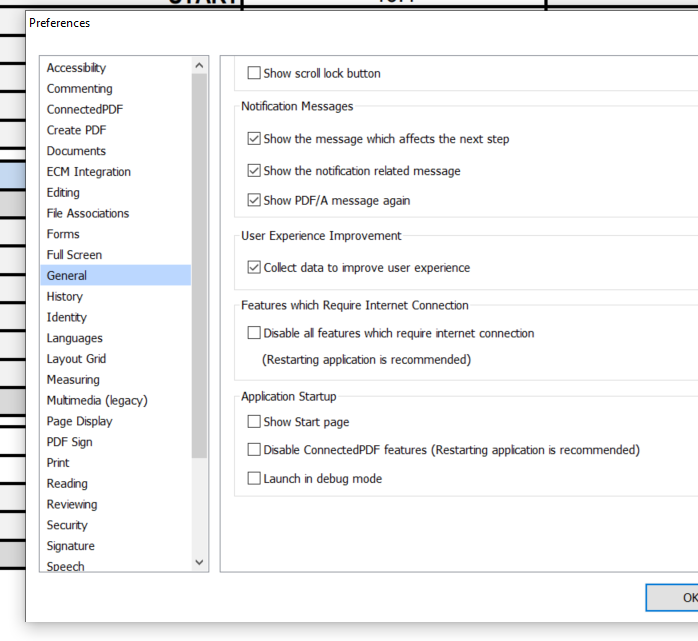 START
Preferences
Accessibility
Commenting
ConnectedPDF
Create PDF
Documents
ECM Integration
Editing
File Associations
Forms
Full Screen
General
History
Identity
Languages
Layout Grid
Measuring
Multimedia (legacy)
Page Display
PDF Sign
Print
Reading
Reviewing
Security
Signature
Speech
Show scroll lock button
Notification Messages
Show the message which affects the next step
Show the notification related message
Show PDF/A message again
User Experience Improvement
Collect data to improve user experience
Features which Require Internet Connection
Disable all features which require internet connection
(Restarting application is recommended)
Application Startup
Show Start page
Disable ConnectedPDF features (Restarting application is recommended)
Launch in debug mode
OK